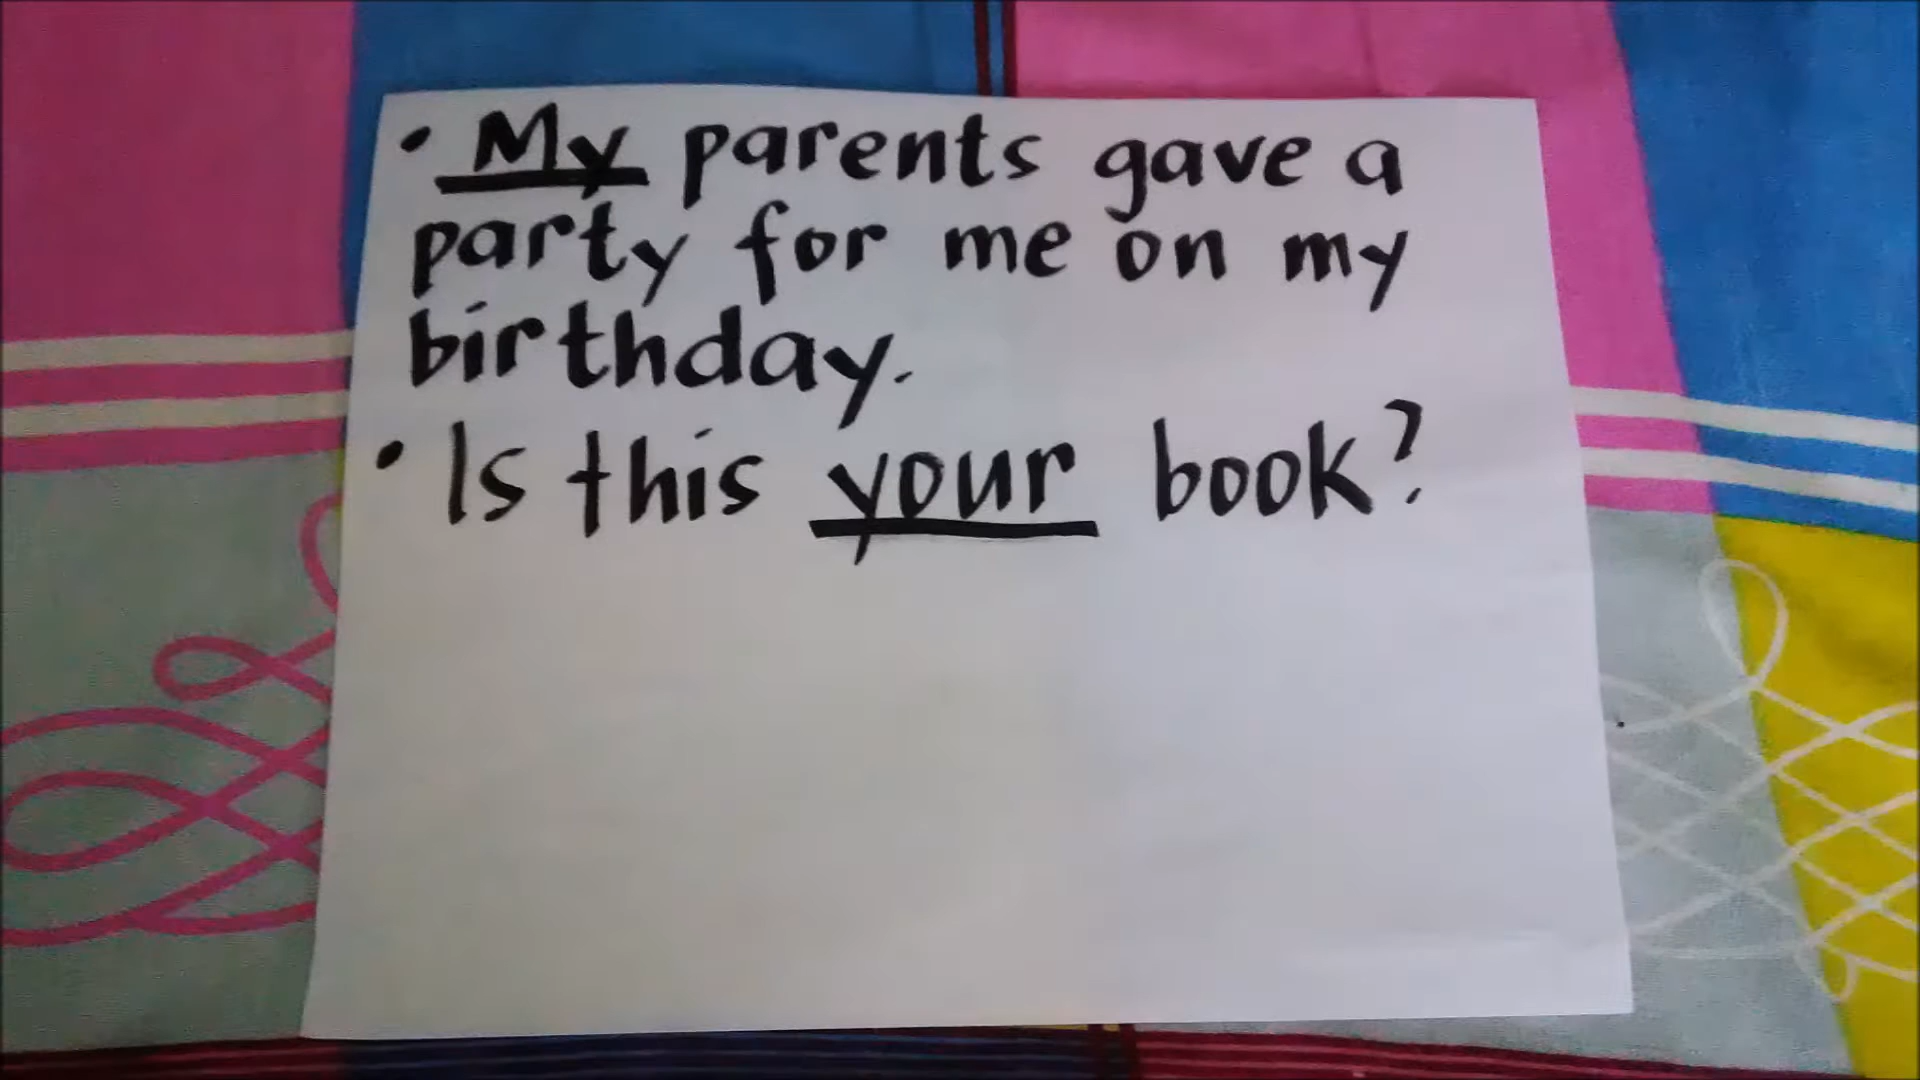 • My parents gave a
party for me on my
birthday.
• Is this your book?